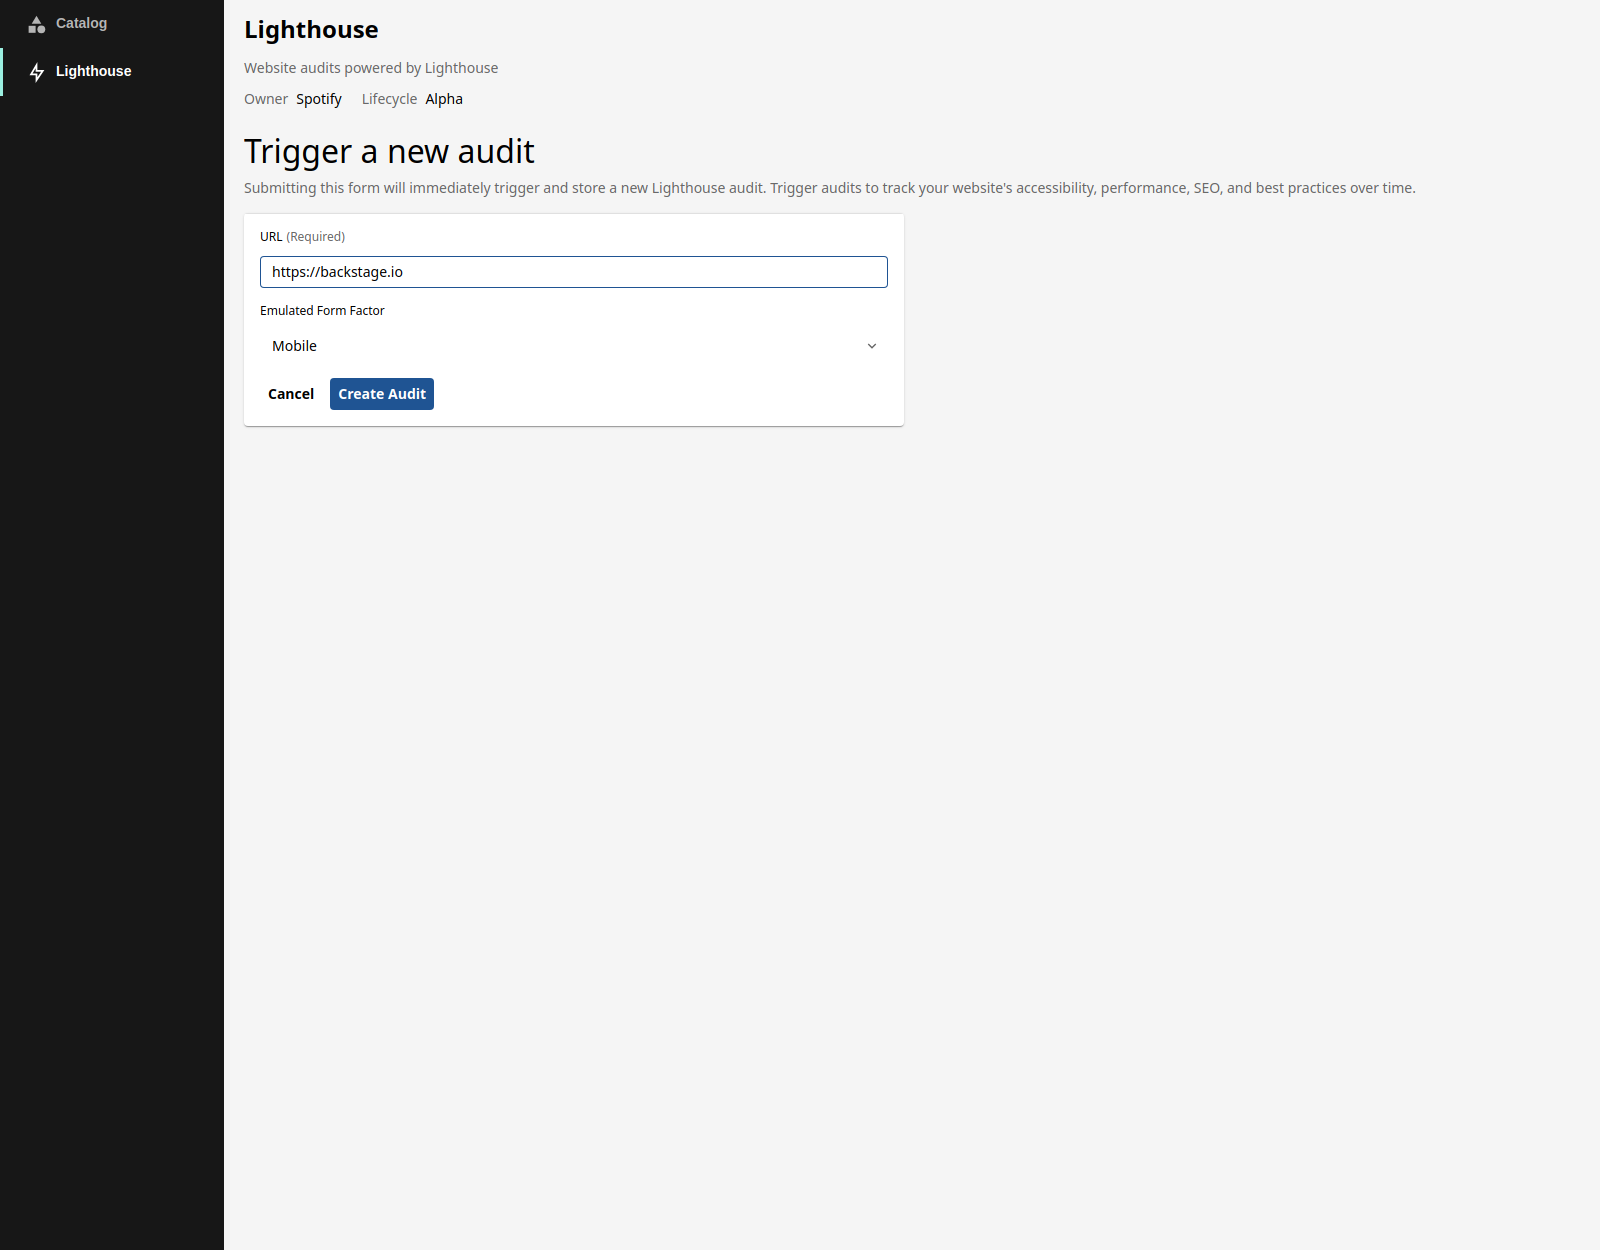 Catalog
Lighthouse
Lighthouse
Website audits powered by Lighthouse
Owner Spotify Lifecycle Alpha
Trigger a new audit
Submitting this form will immediately trigger and store a new Lighthouse audit. Trigger audits to track your website's accessibility, performance, SEO, and best practices over time.
URL (Required)
https://backstage.io
Emulated Form Factor
Mobile
Cancel Create Audit